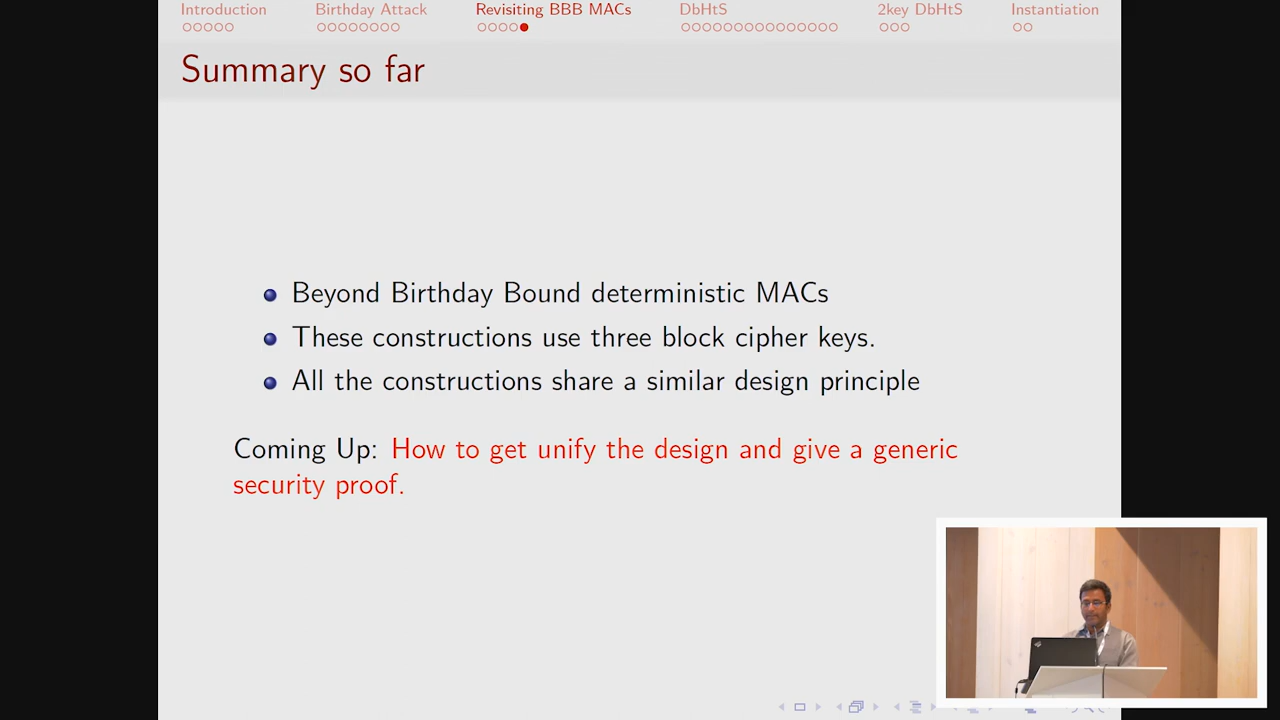 Introduction Birthday Attack Revisiting BBB MACs DbHtS 2key DbHtS Instantiation
Summary so far
Beyond Birthday Bound deterministic MACs
These constructions use three block cipher keys.
All the constructions share a similar design principle
Coming Up: How to get unify the design and give a generic
security proof.